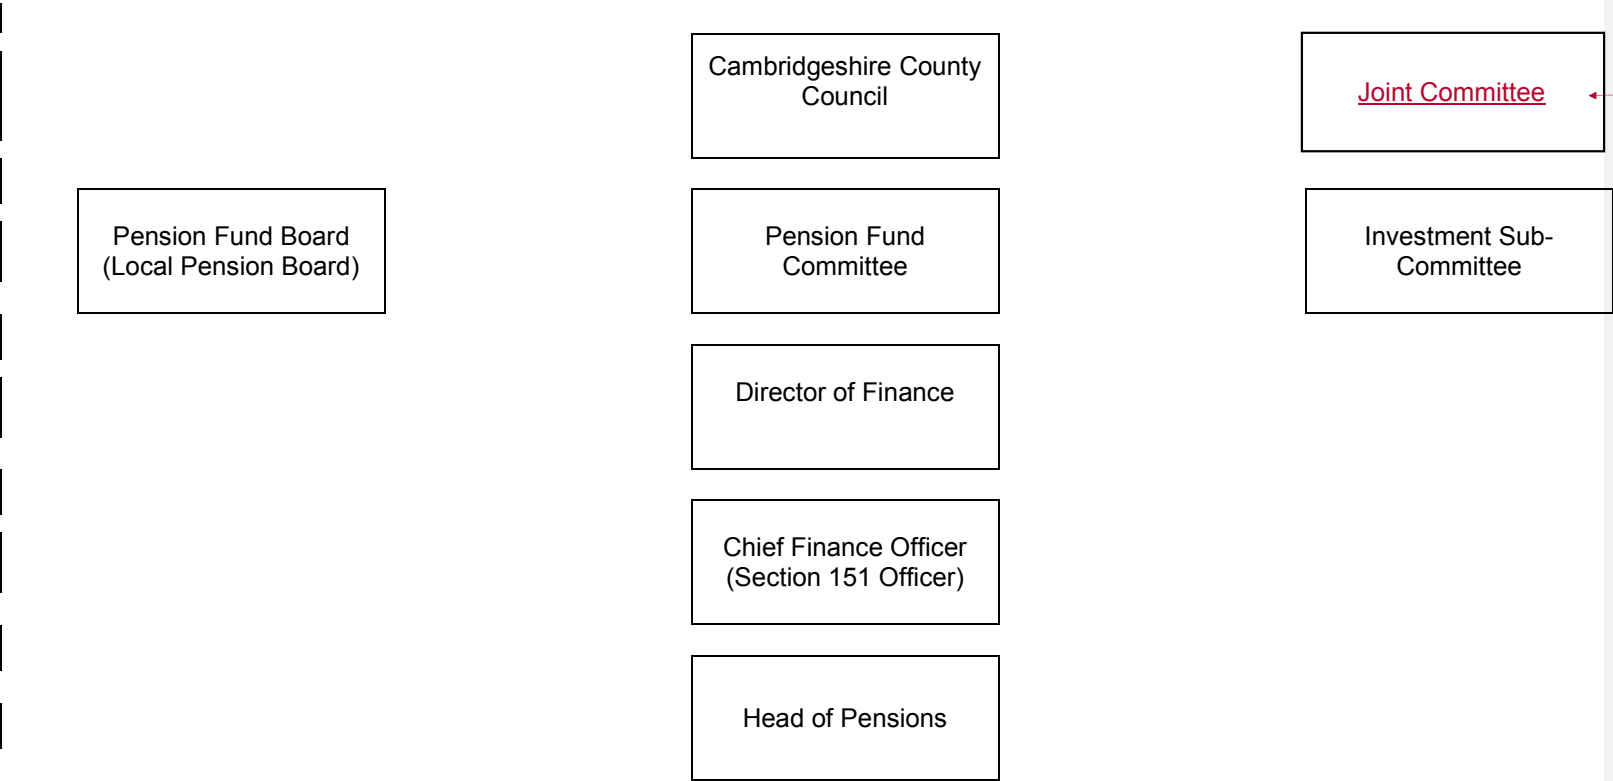 Cambridgeshire County
Council
Joint Committee
Pension Fund Board
(Local Pension Board)
Pension Fund
Committee
Investment Sub-
Committee
Director of Finance
Chief Finance Officer
(Section 151 Officer)
Head of Pensions